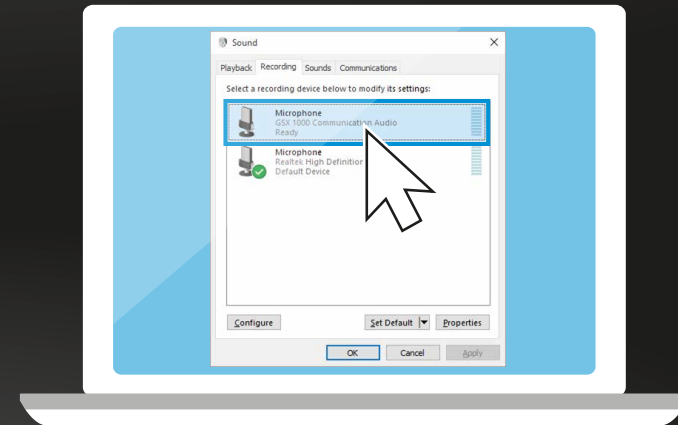 Sound
Playback Recording Sounds Communications
Select a recording device below to modify its settings:
Microphone
GSX 1000 Communication Audio
Ready
Microphone
Realtek High Definition
Default Device
Configure
Set Default
Properties
OK
Cancel
Apply